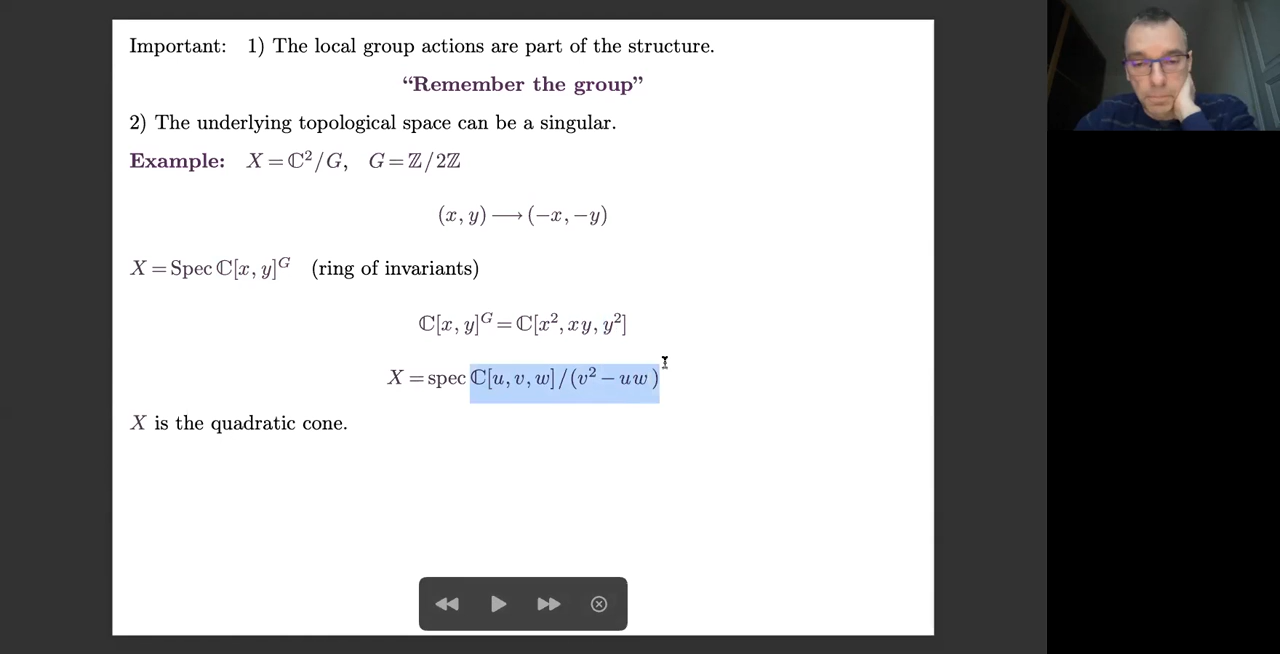 Important: 1) The local group actions are part of the structure.
“Remember the group”
2) The underlying topological space can be a singular.
Example: X = ℂ²/G, G = ℤ/2ℤ
(x, y) ⟶ (−x, −y)
X = Spec ℂ[x, y]ᴳ (ring of invariants)
ℂ[x, y]ᴳ = ℂ[x², xy, y²]
X = spec ℂ[u, v, w]/(v² − uw)
X is the quadratic cone.